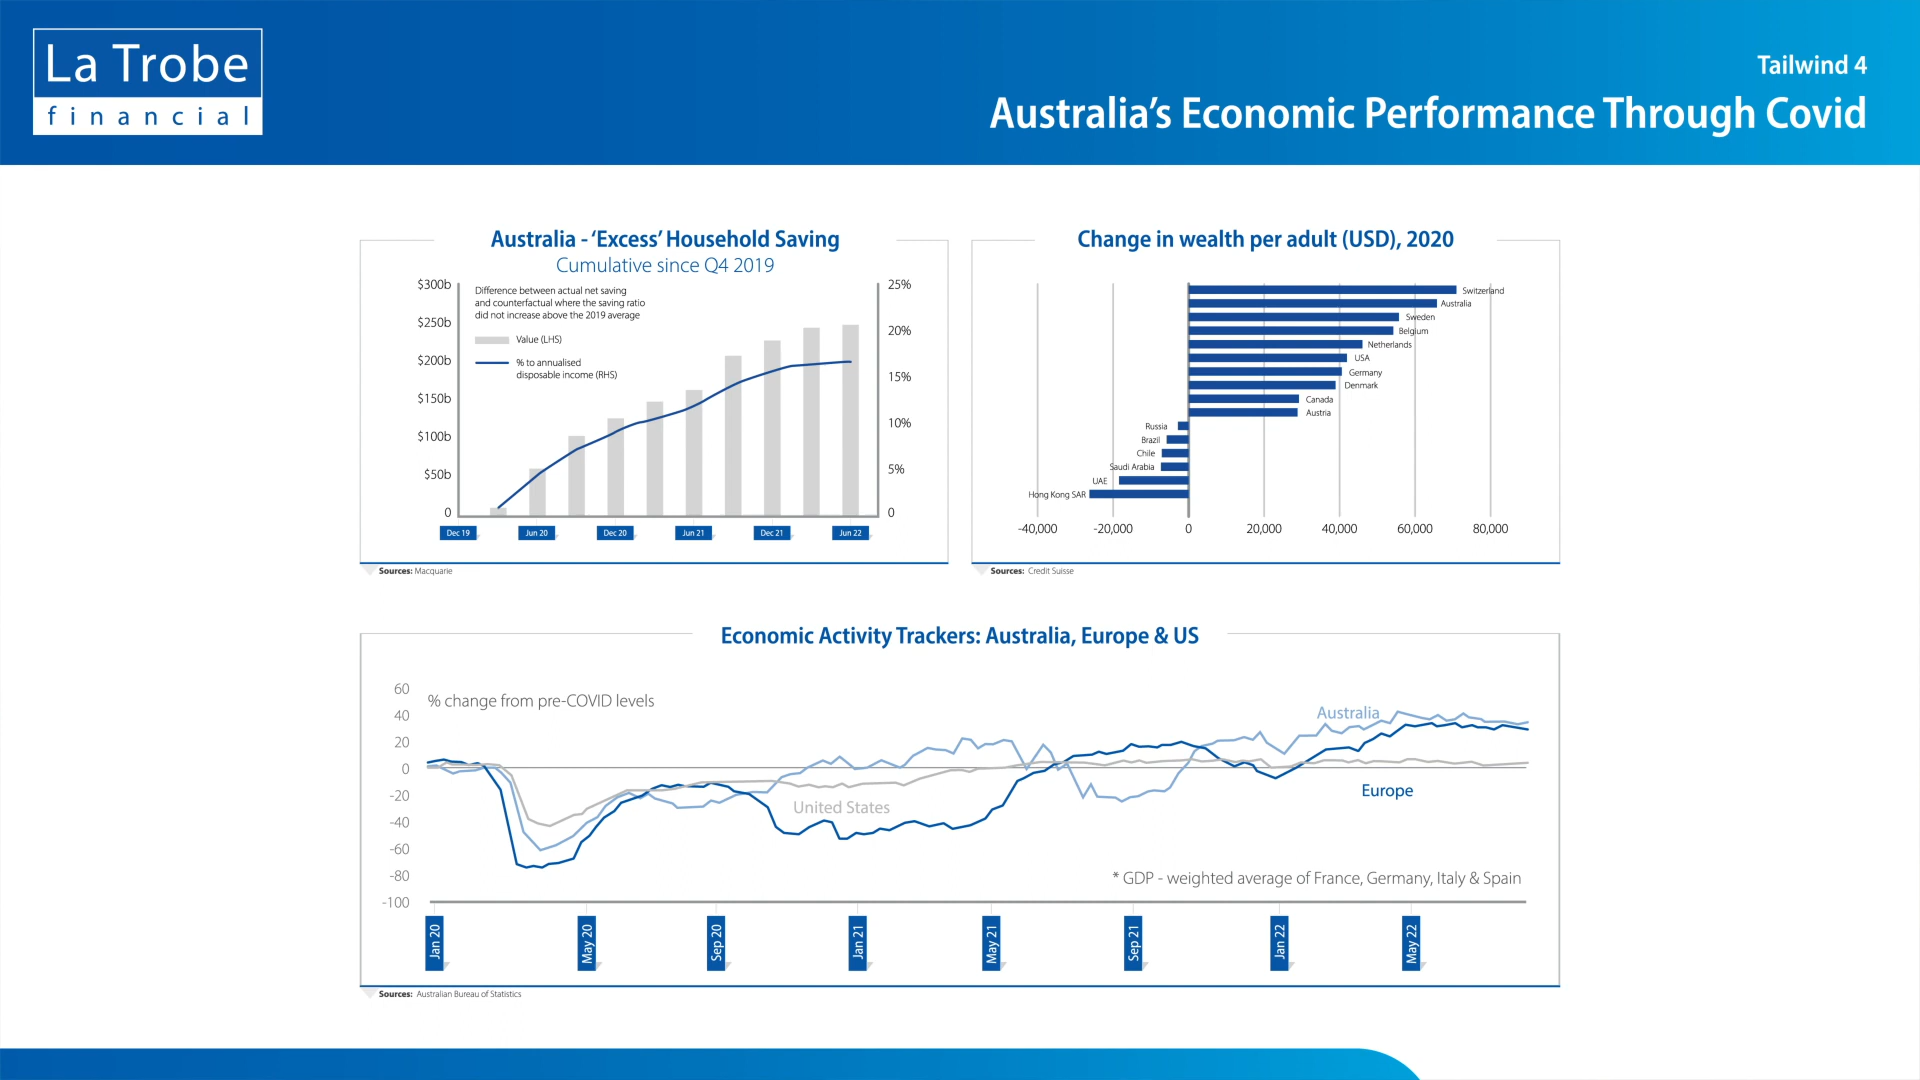 La Trobe
financial
Tailwind 4
Australia’s Economic Performance Through Covid
Australia - ‘Excess’ Household Saving
Cumulative since Q4 2019
Difference between actual net saving
and counterfactual where the saving ratio
did not increase above the 2019 average
Value (LHS)
% to annualised
disposable income (RHS)
$300b
$250b
$200b
$150b
$100b
$50b
0
25%
20%
15%
10%
5%
0
Dec 19
Jun 20
Dec 20
Jun 21
Dec 21
Jun 22
Sources: Macquarie
Change in wealth per adult (USD), 2020
Switzerland
Australia
Sweden
Belgium
Netherlands
USA
Germany
Denmark
Canada
Austria
Russia
Brazil
Chile
Saudi Arabia
UAE
Hong Kong SAR
-40,000
-20,000
0
20,000
40,000
60,000
80,000
Sources: Credit Suisse
Economic Activity Trackers: Australia, Europe & US
% change from pre-COVID levels
60
40
20
0
-20
-40
-60
-80
-100
Australia
United States
Europe
* GDP - weighted average of France, Germany, Italy & Spain
Jan 20
May 20
Sep 20
Jan 21
May 21
Sep 21
Jan 22
May 22
Sources: Australian Bureau of Statistics